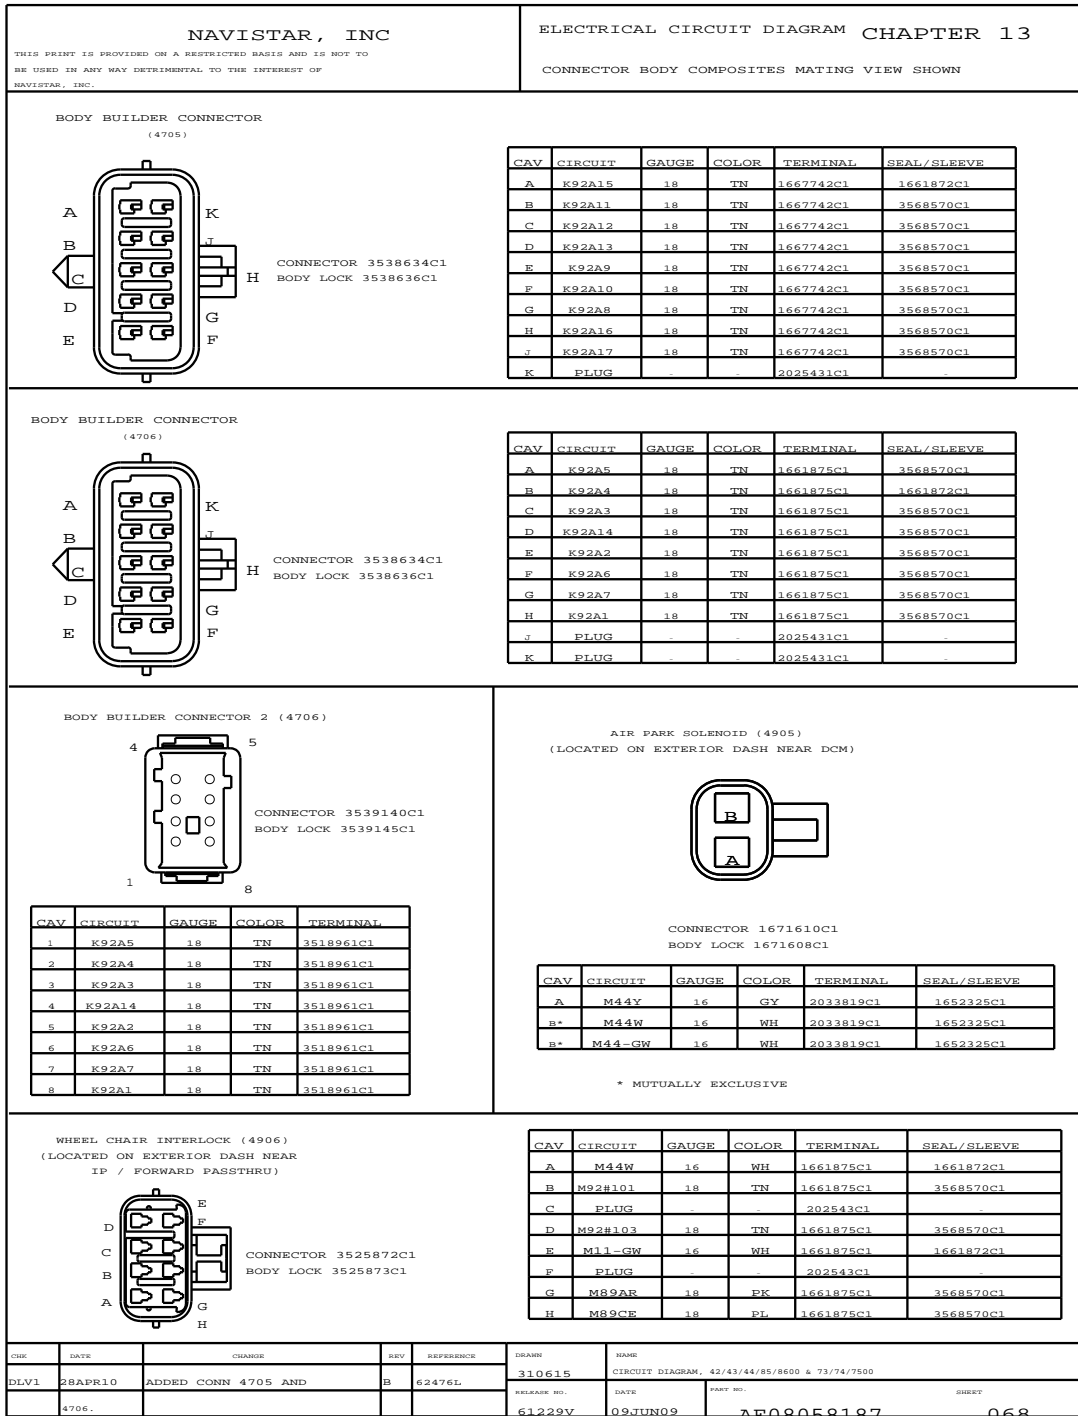 NAVISTAR, INC
THIS PRINT IS PROVIDED ON A RESTRICTED BASIS AND IS NOT TO
BE USED IN ANY WAY DETRIMENTAL TO THE INTEREST OF
NAVISTAR, INC.
ELECTRICAL CIRCUIT DIAGRAM CHAPTER 13
CONNECTOR BODY COMPOSITES MATING VIEW SHOWN
BODY BUILDER CONNECTOR
(4705)
A
B
C
D
E
K
J
H
G
F
CONNECTOR 3538634C1
BODY LOCK 3538636C1
CAV CIRCUIT GAUGE COLOR TERMINAL SEAL/SLEEVE
A K92A15 18 TN 1667742C1 1661872C1
B K92A11 18 TN 1667742C1 3568570C1
C K92A12 18 TN 1667742C1 3568570C1
D K92A13 18 TN 1667742C1 3568570C1
E K92A9 18 TN 1667742C1 3568570C1
F K92A10 18 TN 1667742C1 3568570C1
G K92A8 18 TN 1667742C1 3568570C1
H K92A16 18 TN 1667742C1 3568570C1
J K92A17 18 TN 1667742C1 3568570C1
K PLUG - - 2025431C1 -
BODY BUILDER CONNECTOR
(4706)
A
B
C
D
E
K
J
H
G
F
CONNECTOR 3538634C1
BODY LOCK 3538636C1
CAV CIRCUIT GAUGE COLOR TERMINAL SEAL/SLEEVE
A K92A5 18 TN 1661875C1 3568570C1
B K92A4 18 TN 1661875C1 1661872C1
C K92A3 18 TN 1661875C1 3568570C1
D K92A14 18 TN 1661875C1 3568570C1
E K92A2 18 TN 1661875C1 3568570C1
F K92A6 18 TN 1661875C1 3568570C1
G K92A7 18 TN 1661875C1 3568570C1
H K92A1 18 TN 1661875C1 3568570C1
J PLUG - - 2025431C1 -
K PLUG - - 2025431C1 -
BODY BUILDER CONNECTOR 2 (4706)
4
5
1
8
CONNECTOR 3539140C1
BODY LOCK 3539145C1
CAV CIRCUIT GAUGE COLOR TERMINAL
1 K92A5 18 TN 3518961C1
2 K92A4 18 TN 3518961C1
3 K92A3 18 TN 3518961C1
4 K92A14 18 TN 3518961C1
5 K92A2 18 TN 3518961C1
6 K92A6 18 TN 3518961C1
7 K92A7 18 TN 3518961C1
8 K92A1 18 TN 3518961C1
AIR PARK SOLENOID (4905)
(LOCATED ON EXTERIOR DASH NEAR DCM)
B
A
CONNECTOR 1671610C1
BODY LOCK 1671608C1
CAV CIRCUIT GAUGE COLOR TERMINAL SEAL/SLEEVE
A M44Y 16 GY 2033819C1 1652325C1
B* M44W 16 WH 2033819C1 1652325C1
B* M44-GW 16 WH 2033819C1 1652325C1
* MUTUALLY EXCLUSIVE
WHEEL CHAIR INTERLOCK (4906)
(LOCATED ON EXTERIOR DASH NEAR
IP / FORWARD PASSTHRU)
D
C
B
A
E
F
G
H
CONNECTOR 3525872C1
BODY LOCK 3525873C1
CAV CIRCUIT GAUGE COLOR TERMINAL SEAL/SLEEVE
A M44W 16 WH 1661875C1 1661872C1
B M92#101 18 TN 1661875C1 3568570C1
C PLUG - - 202543C1 -
D M92#103 18 TN 1661875C1 3568570C1
E M11-GW 16 WH 1661875C1 1661872C1
F PLUG - - 202543C1 -
G M89AR 18 PK 1661875C1 3568570C1
H M89CE 18 PL 1661875C1 3568570C1
CHK DATE CHANGE REV REFERENCE
DLV1 28APR10 ADDED CONN 4705 AND B 62476L
4706.
DRAWN
310615
NAME
CIRCUIT DIAGRAM, 42/43/44/85/8600 & 73/74/7500
RELEASE NO. DATE PART NO. SHEET
61229V 09JUN09 AF08058187 068